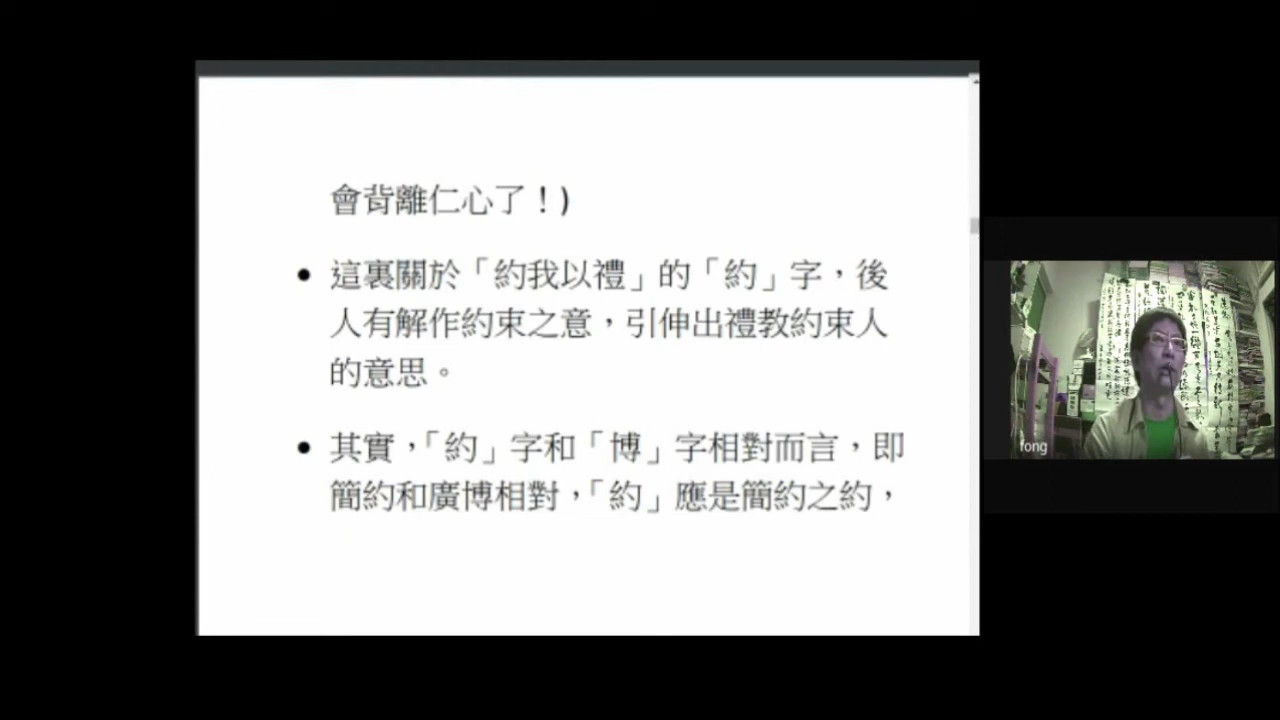 會背離仁心了！)
● 這裏關於「約我以禮」的「約」字，後
人有解作約束之意，引伸出禮教約束人
的意思。
● 其實，「約」字和「博」字相對而言，即
簡約和廣博相對，「約」應是簡約之約，
fong